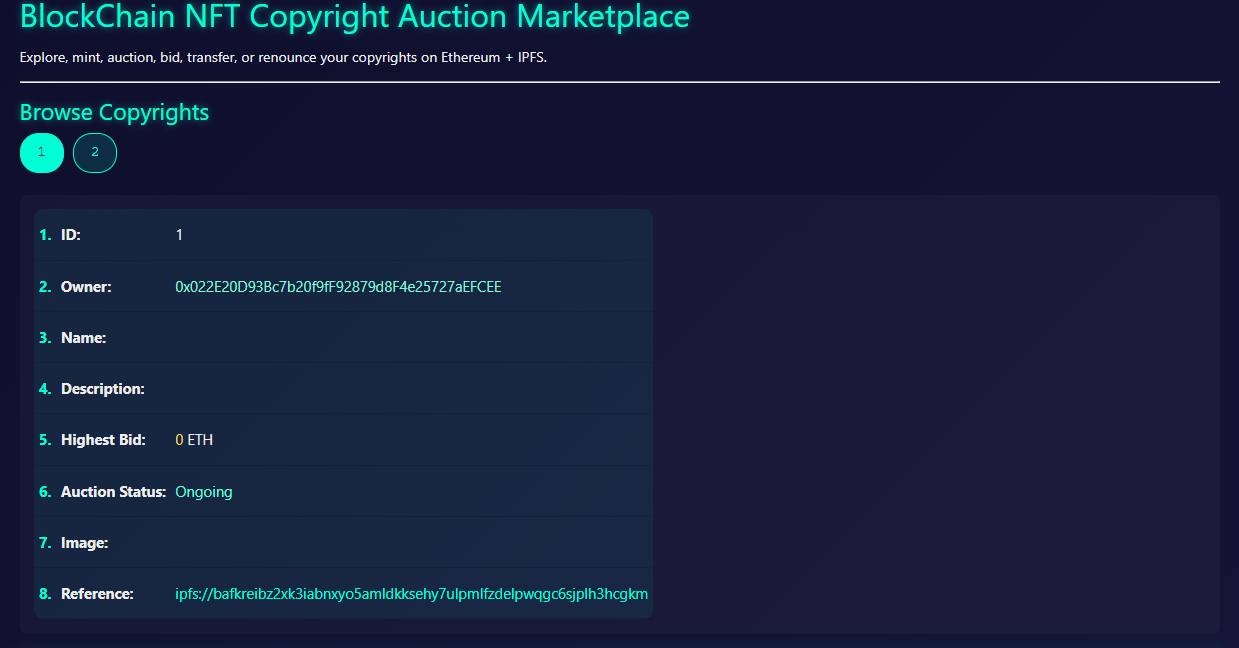 BlockChain NFT Copyright Auction Marketplace
Explore, mint, auction, bid, transfer, or renounce your copyrights on Ethereum + IPFS.
Browse Copyrights
1 2
1. ID: 1
2. Owner: 0x022E20D93Bc7b20f9fF92879d8F4e25727aEFCEE
3. Name:
4. Description:
5. Highest Bid: 0 ETH
6. Auction Status: Ongoing
7. Image:
8. Reference: ipfs://bafkreibz2xk3iabnxyo5amldkksehy7ulpmlfzdelpwqgc6sjplh3hcgkm